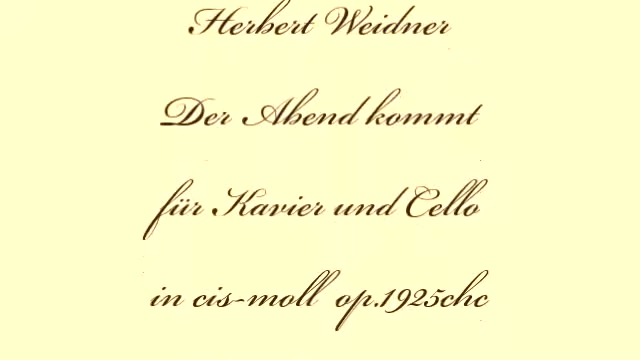 Herbert Weidner
Der Abend kommt
für Kavier und Cello
in cis-moll op.1925chc